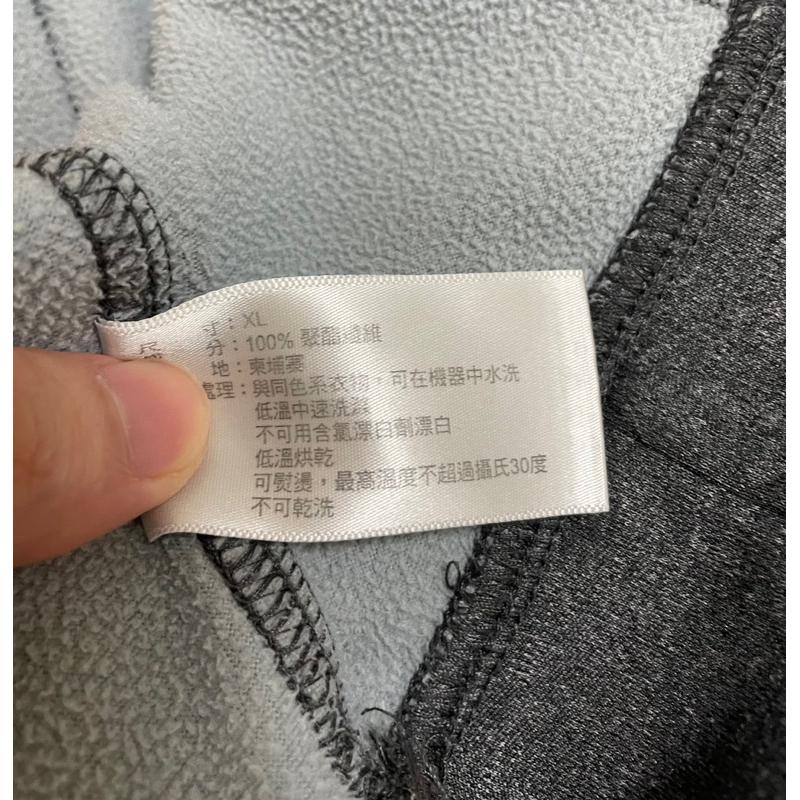 尺 寸：XL
分：100% 聚酯纖維
地：柬埔寨
處理：與同色系衣物，可在機器中水洗
低溫中速洗滌
不可用含氯漂白劑漂白
低溫烘乾
可熨燙，最高溫度不超過攝氏30度
不可乾洗